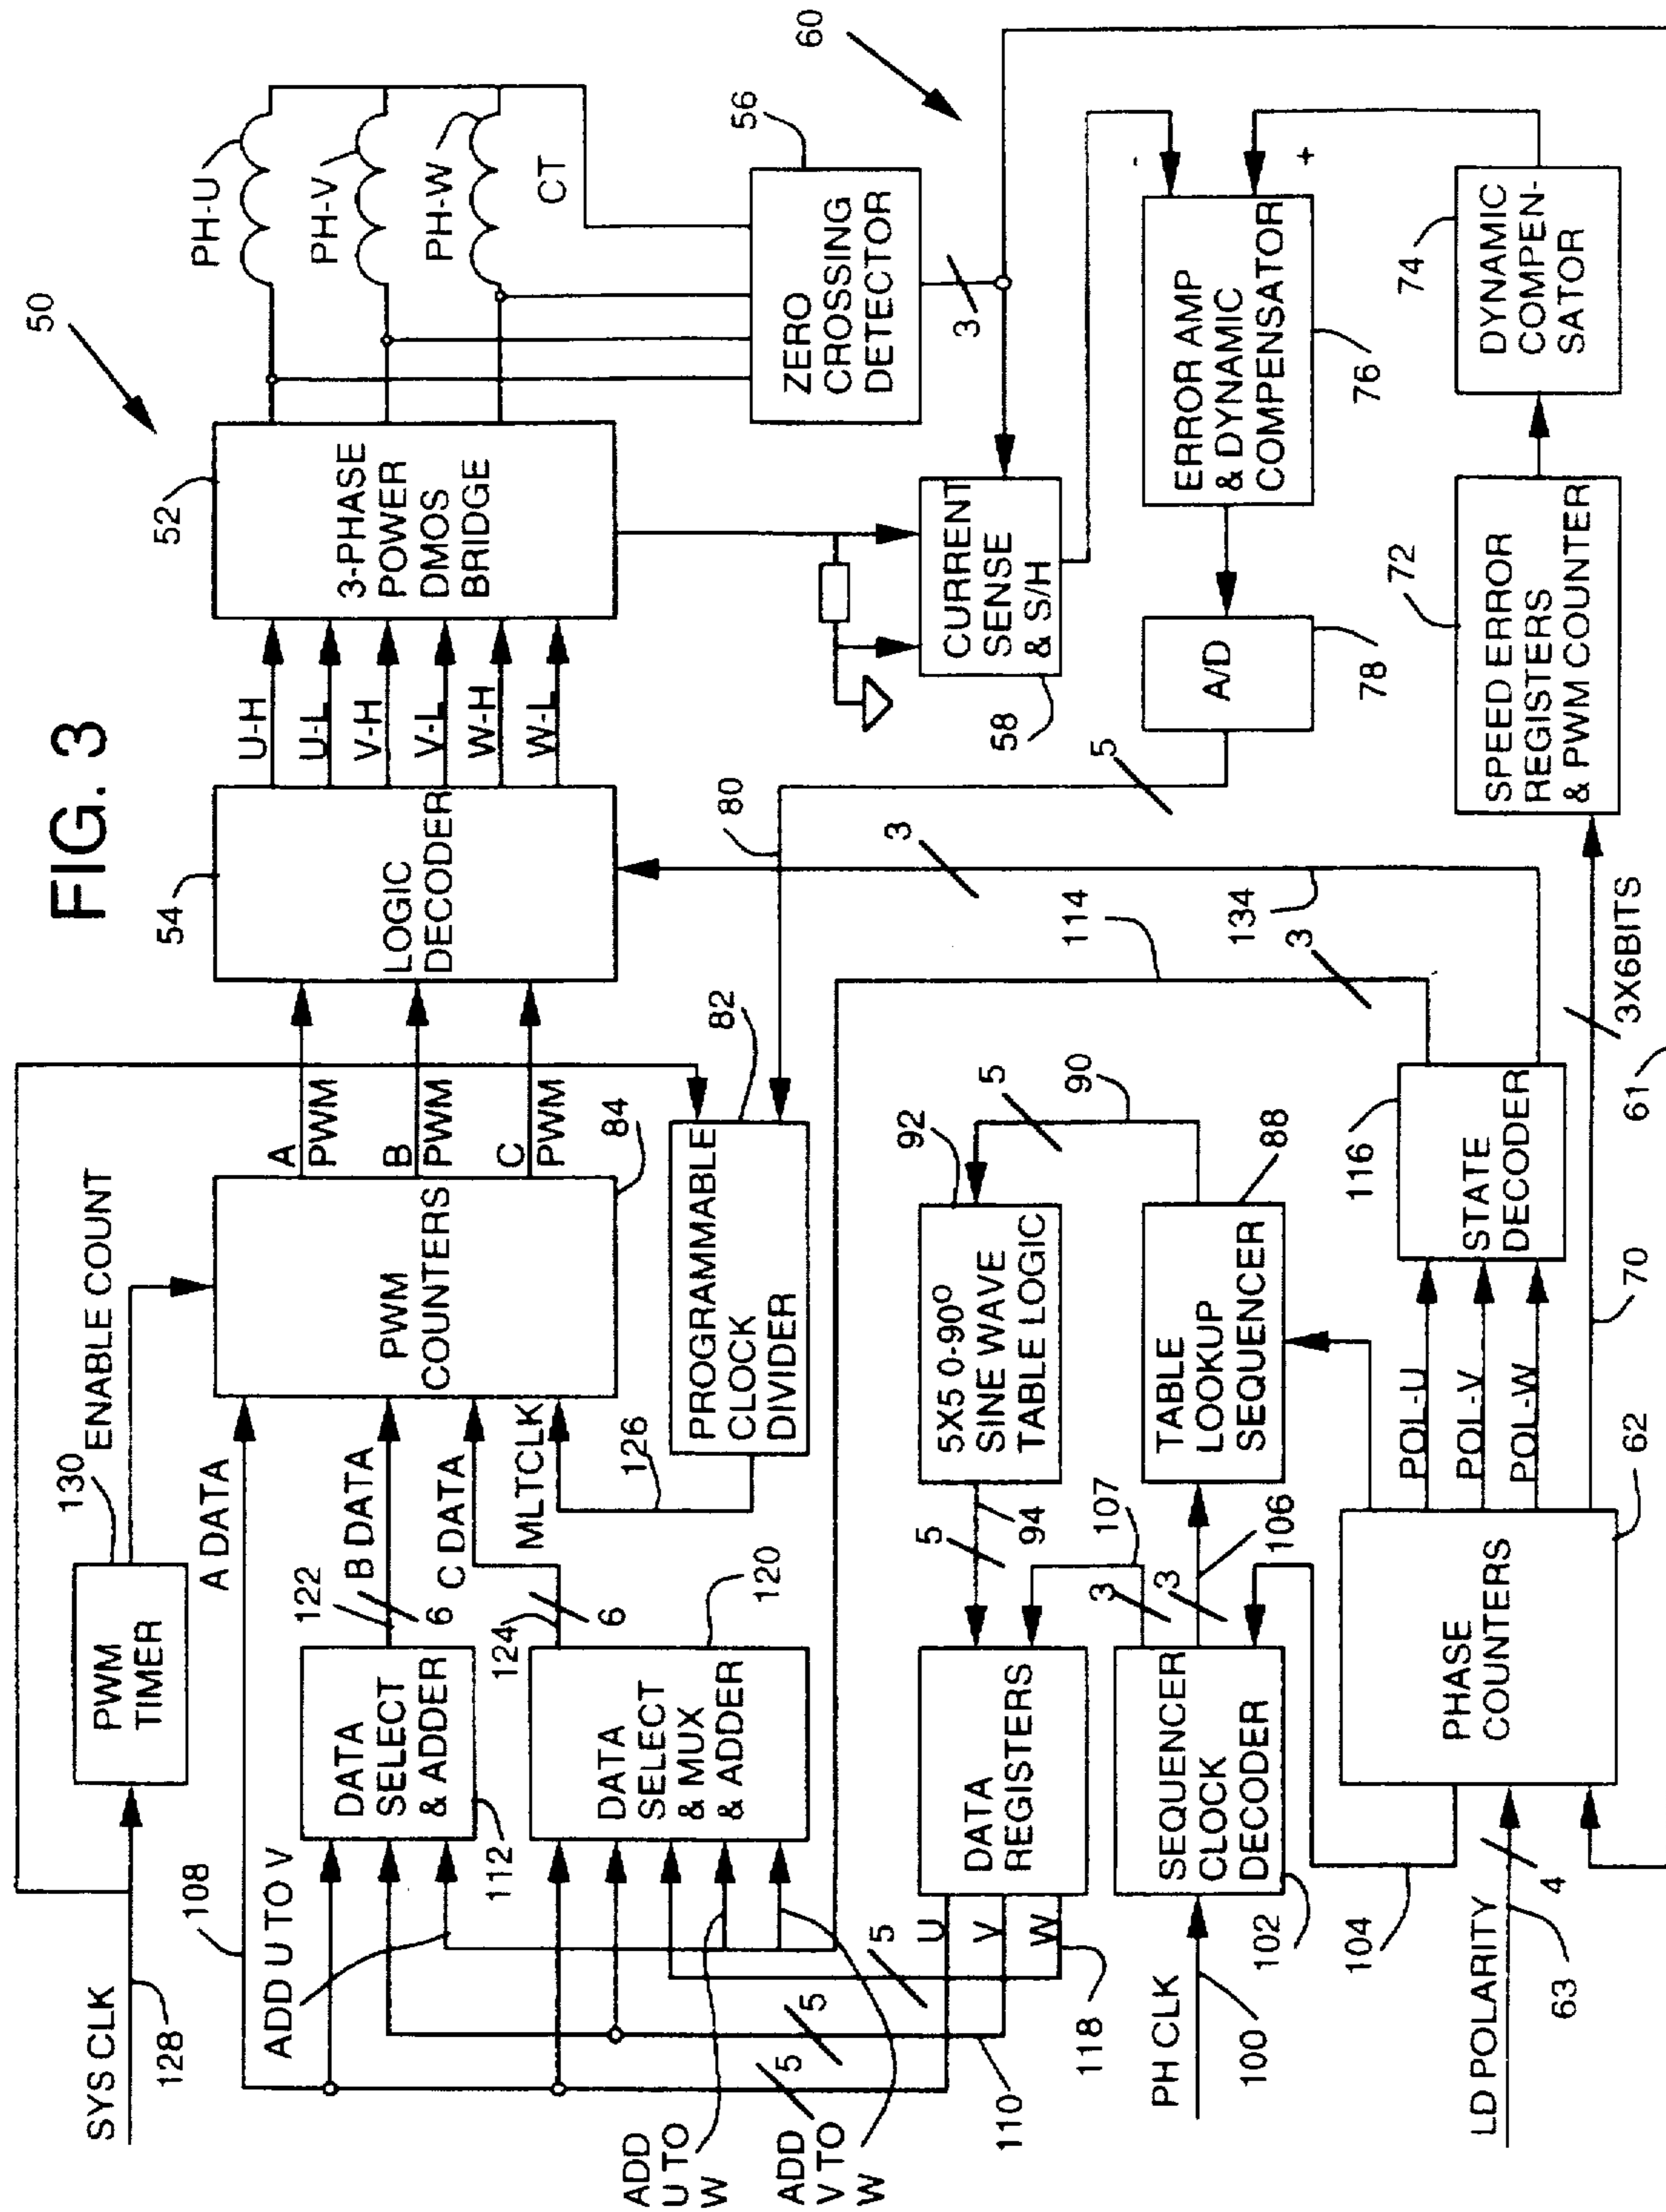 FIG. 3
50
SYS CLK
128
PWM
TIMER
130
ENABLE COUNT
108
A DATA
ADD U TO V
DATA
SELECT
& ADDER
112
122
B DATA
6
C DATA
124
6
MLTCLK
126
DATA
SELECT
& MUX
& ADDER
120
ADD
U TO
W
ADD
V TO
W
PWM
COUNTERS
84
A
PWM
B
PWM
C
PWM
PROGRAMMABLE
CLOCK
DIVIDER
82
LOGIC
DECODER
54
U-H
U-L
V-H
V-L
W-H
W-L
3-PHASE
POWER
DMOS
BRIDGE
52
PH-U
PH-V
PH-W
CT
ZERO
CROSSING
DETECTOR
56
3
60
CURRENT
SENSE
& S/H
58
-
+
ERROR AMP
& DYNAMIC
COMPENSATOR
76
A/D
78
5
80
DYNAMIC
COMPEN-
SATOR
74
SPEED ERROR
REGISTERS
& PWM COUNTER
72
3
134
114
3
3X6BITS
61
70
5X5 0-90º
SINE WAVE
TABLE LOGIC
92
5
90
94
5
TABLE
LOOKUP
SEQUENCER
88
107
3
3
106
DATA
REGISTERS
U
V
W
5
5
5
110
118
PH CLK
100
SEQUENCER
CLOCK
DECODER
102
104
STATE
DECODER
116
POL-U
POL-V
POL-W
PHASE
COUNTERS
62
LD POLARITY
63
4